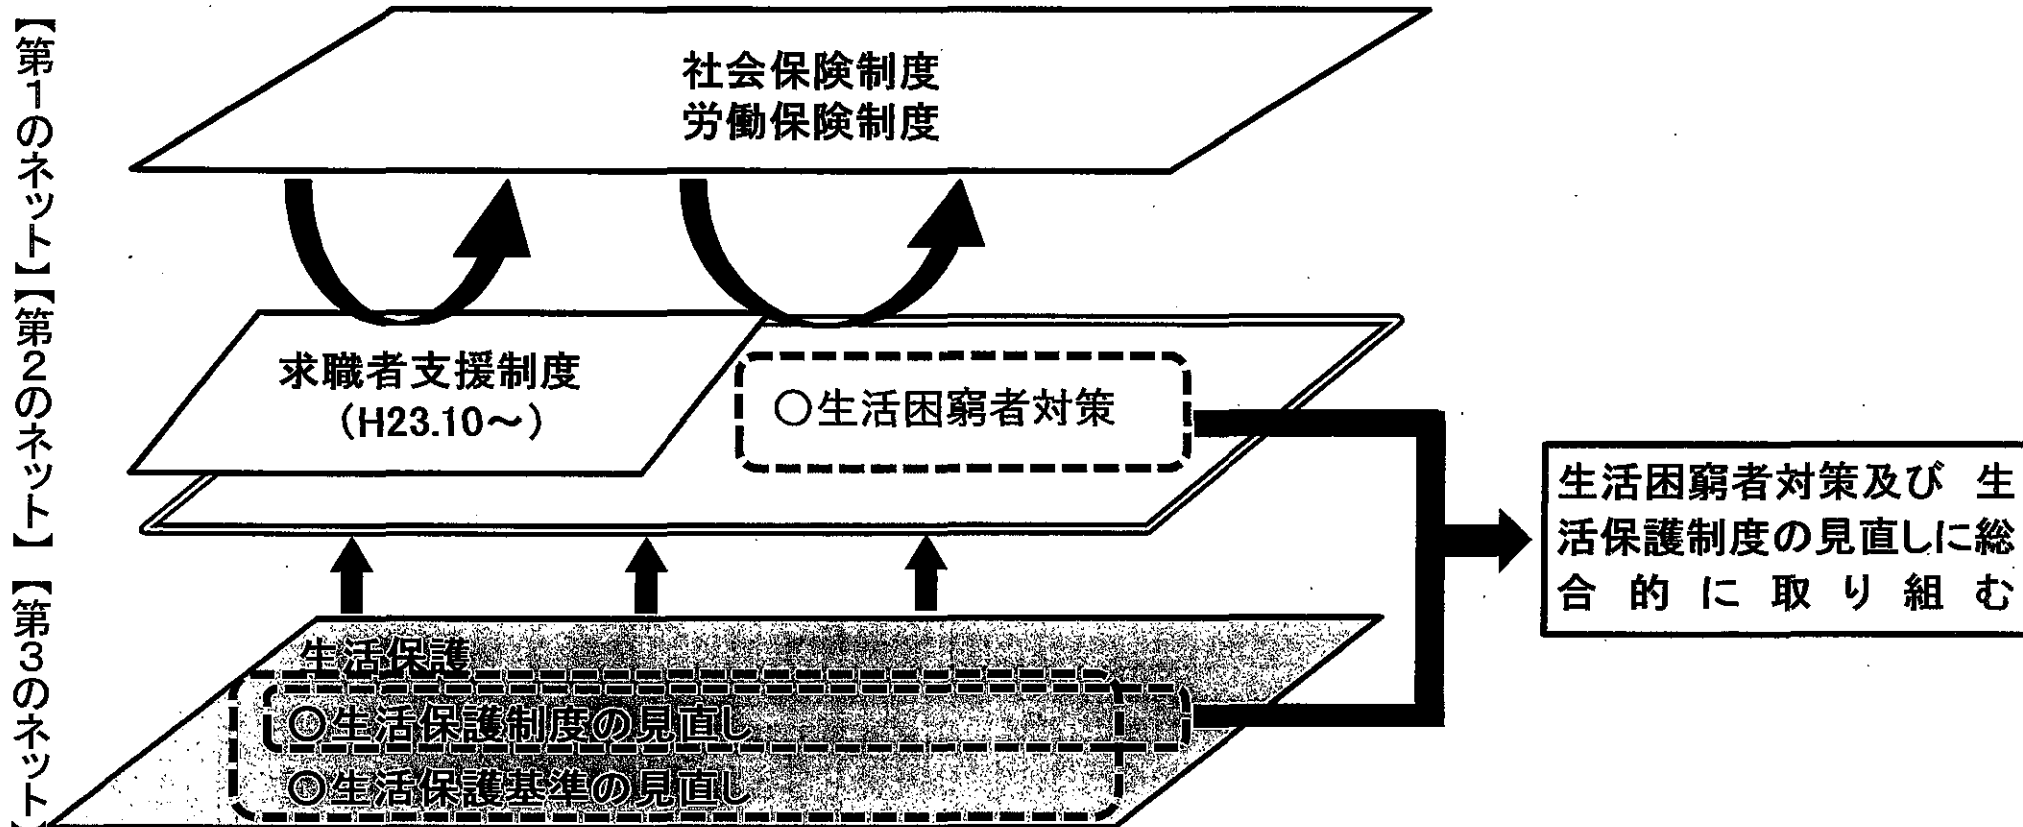 【第1のネット】
社会保険制度
労働保険制度
【第2のネット】
求職者支援制度
(H23.10~)
○生活困窮者対策
【第3のネット】
生活保護
○生活保護制度の見直し
○生活保護基準の見直し
生活困窮者対策及び 生
活保護制度の見直しに総
合的に取り組む